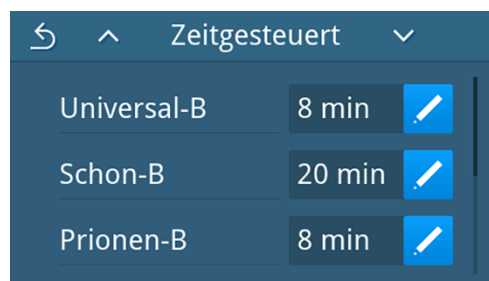 Zeitgesteuert
Universal-B 8 min
Schon-B 20 min
Prionen-B 8 min